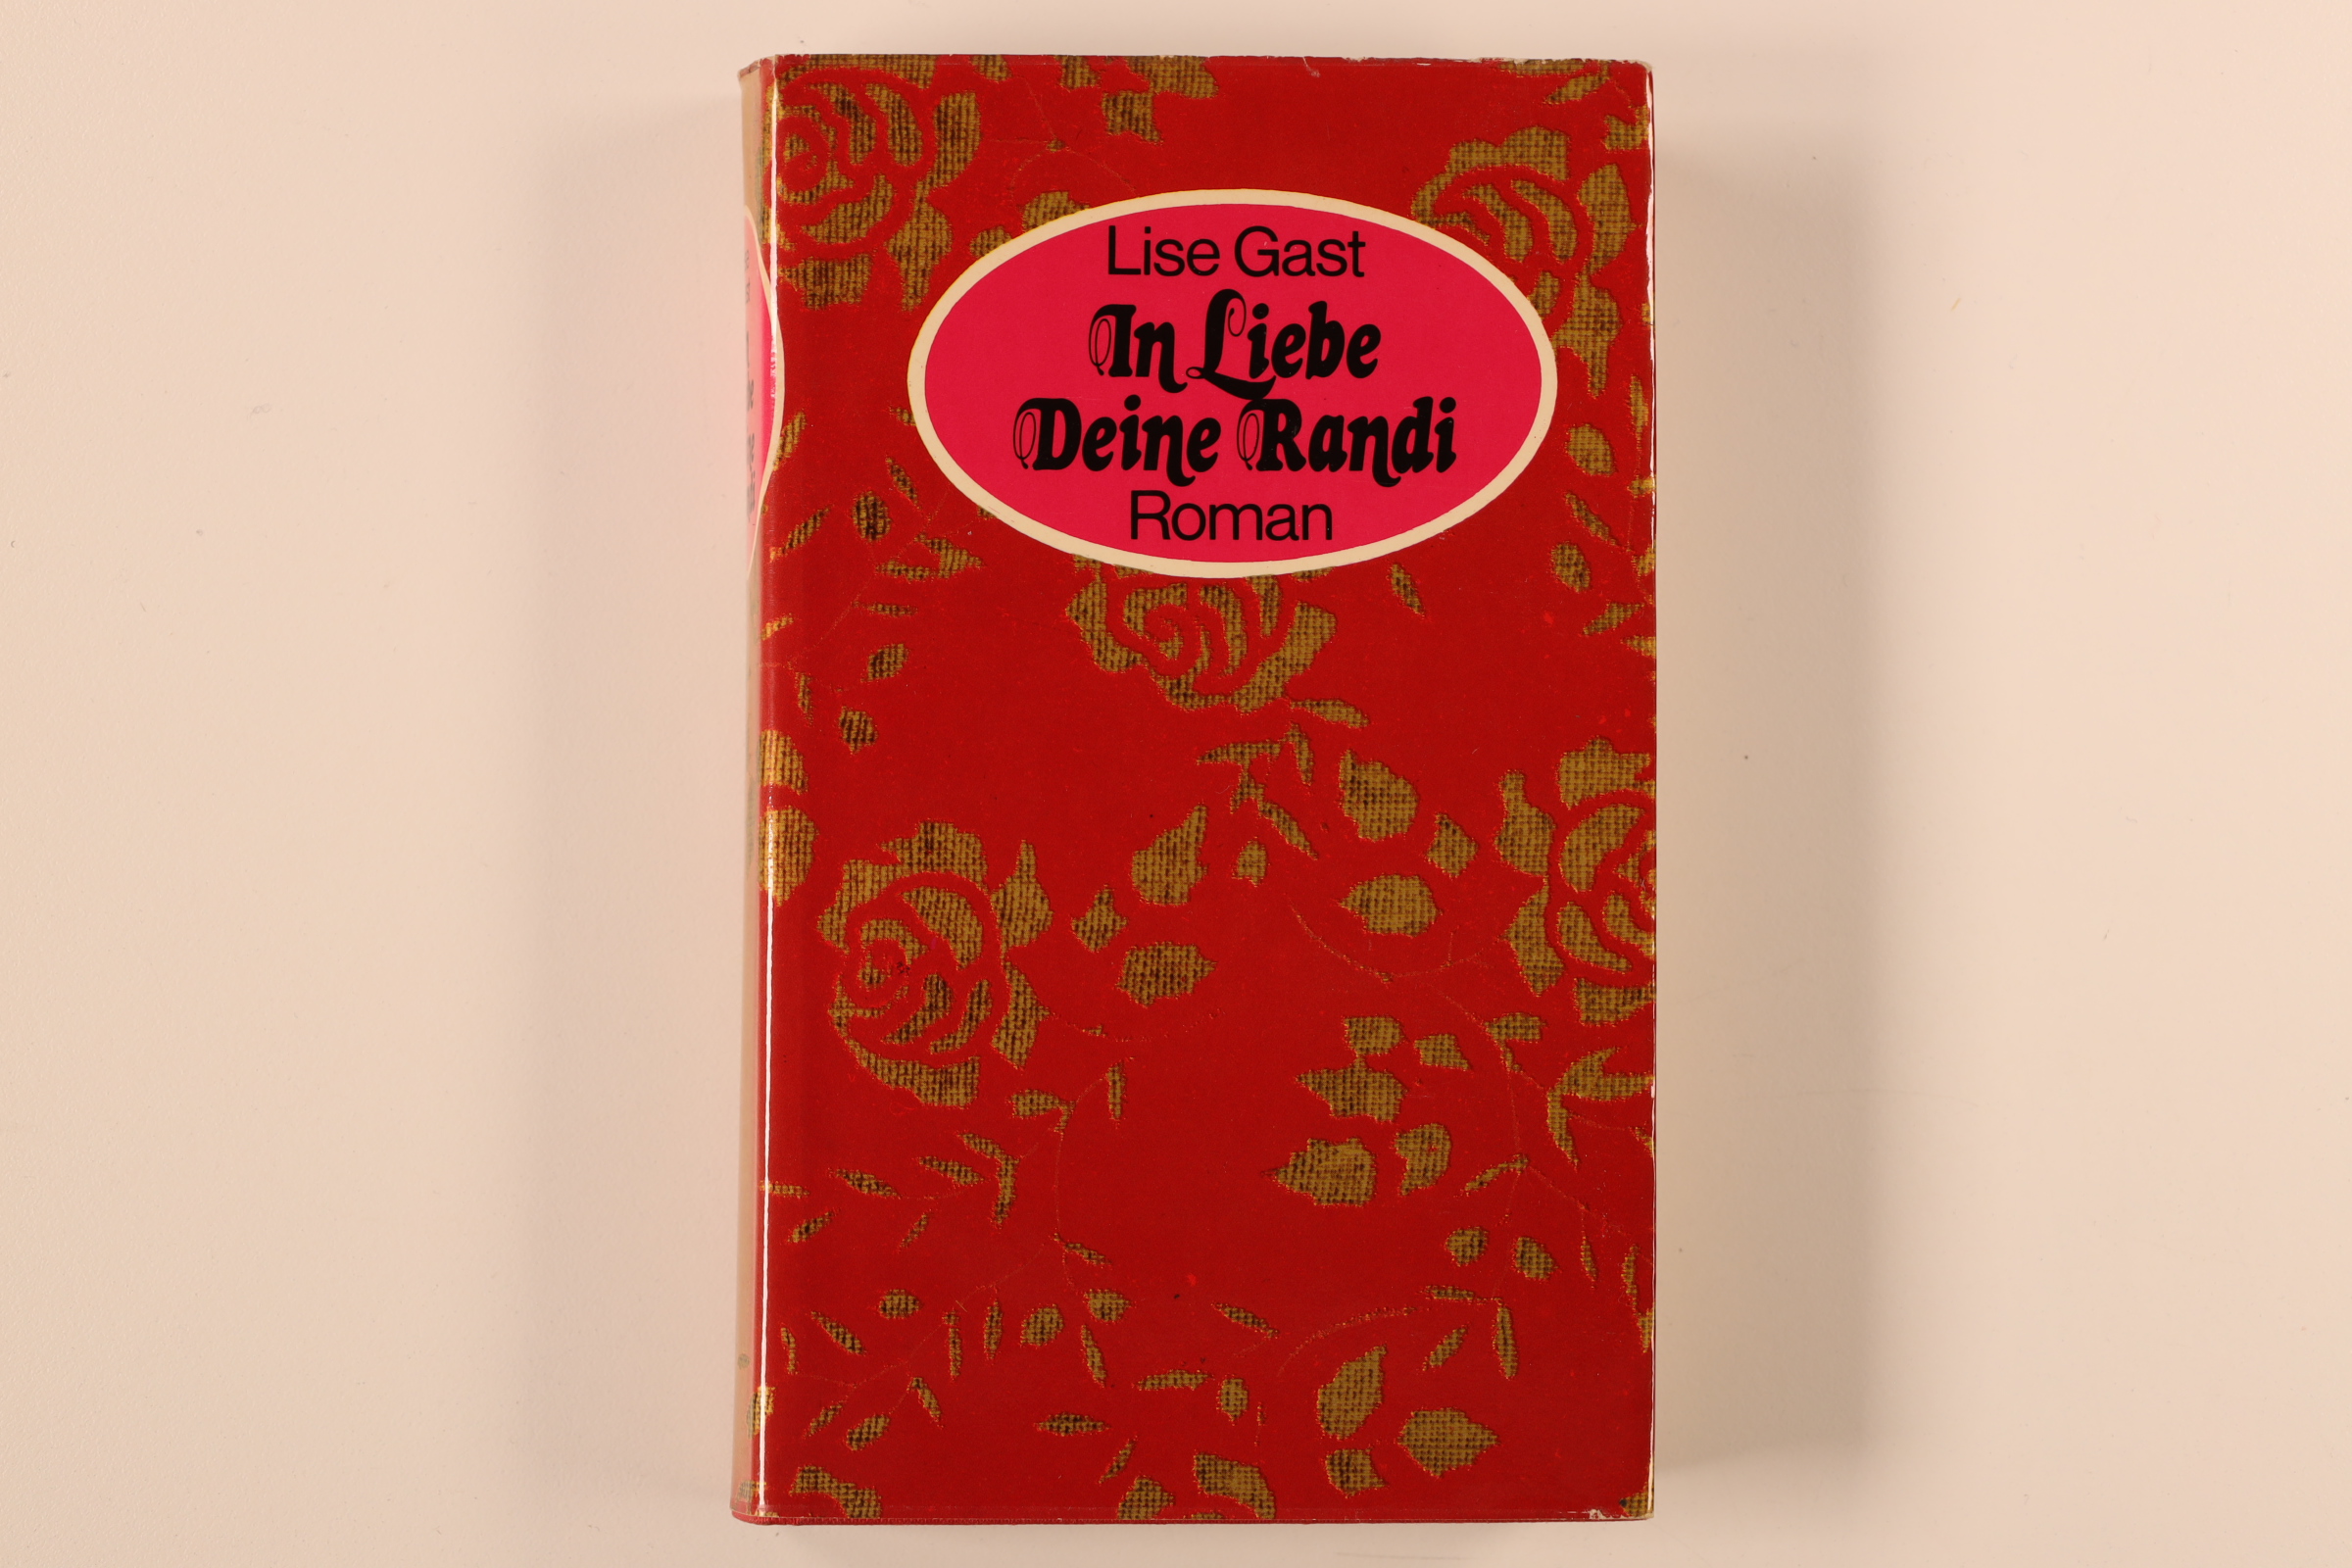 Lise Gast
In Liebe
Deine Randi
Roman